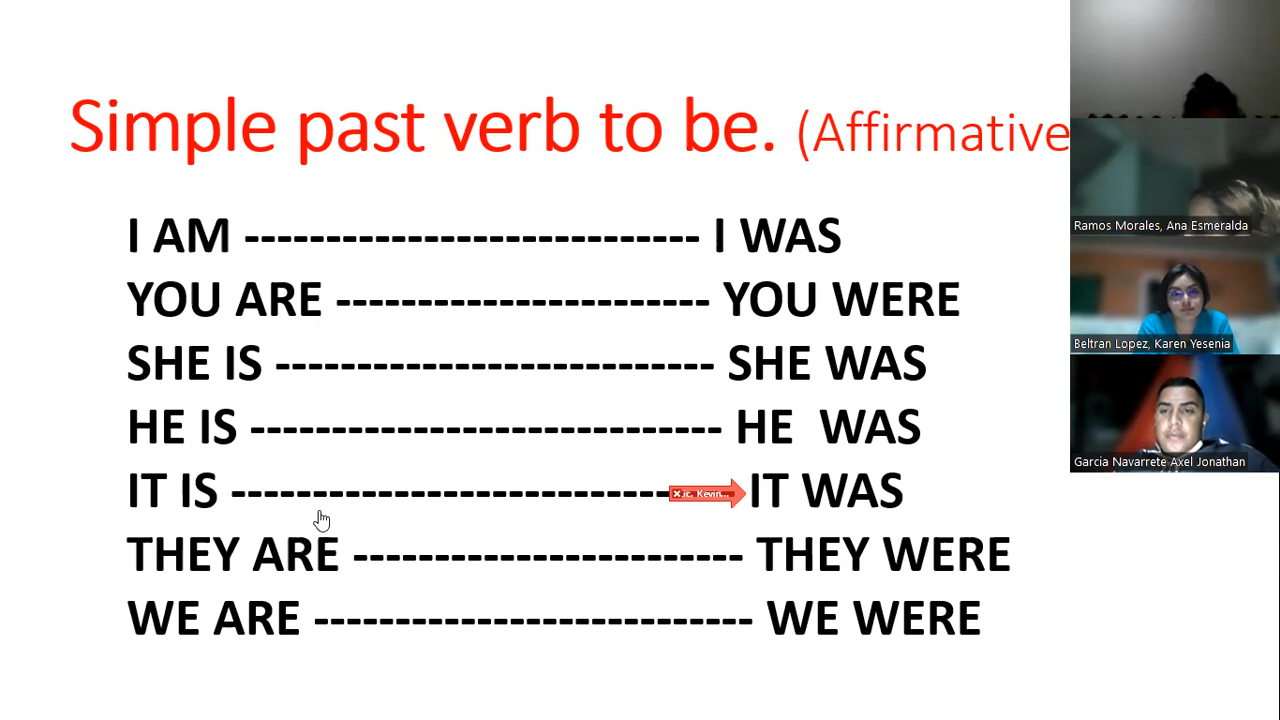 Simple past verb to be. (Affirmative
I AM ---------------------------- I WAS
YOU ARE ----------------------- YOU WERE
SHE IS --------------------------- SHE WAS
HE IS ----------------------------- HE  WAS
IT IS ------------------------------- IT WAS
THEY ARE ------------------------ THEY WERE
WE ARE --------------------------- WE WERE
ic. Kevin...
Ramos Morales, Ana Esmeralda
Beltran Lopez, Karen Yesenia
Garcia Navarrete Axel Jonathan